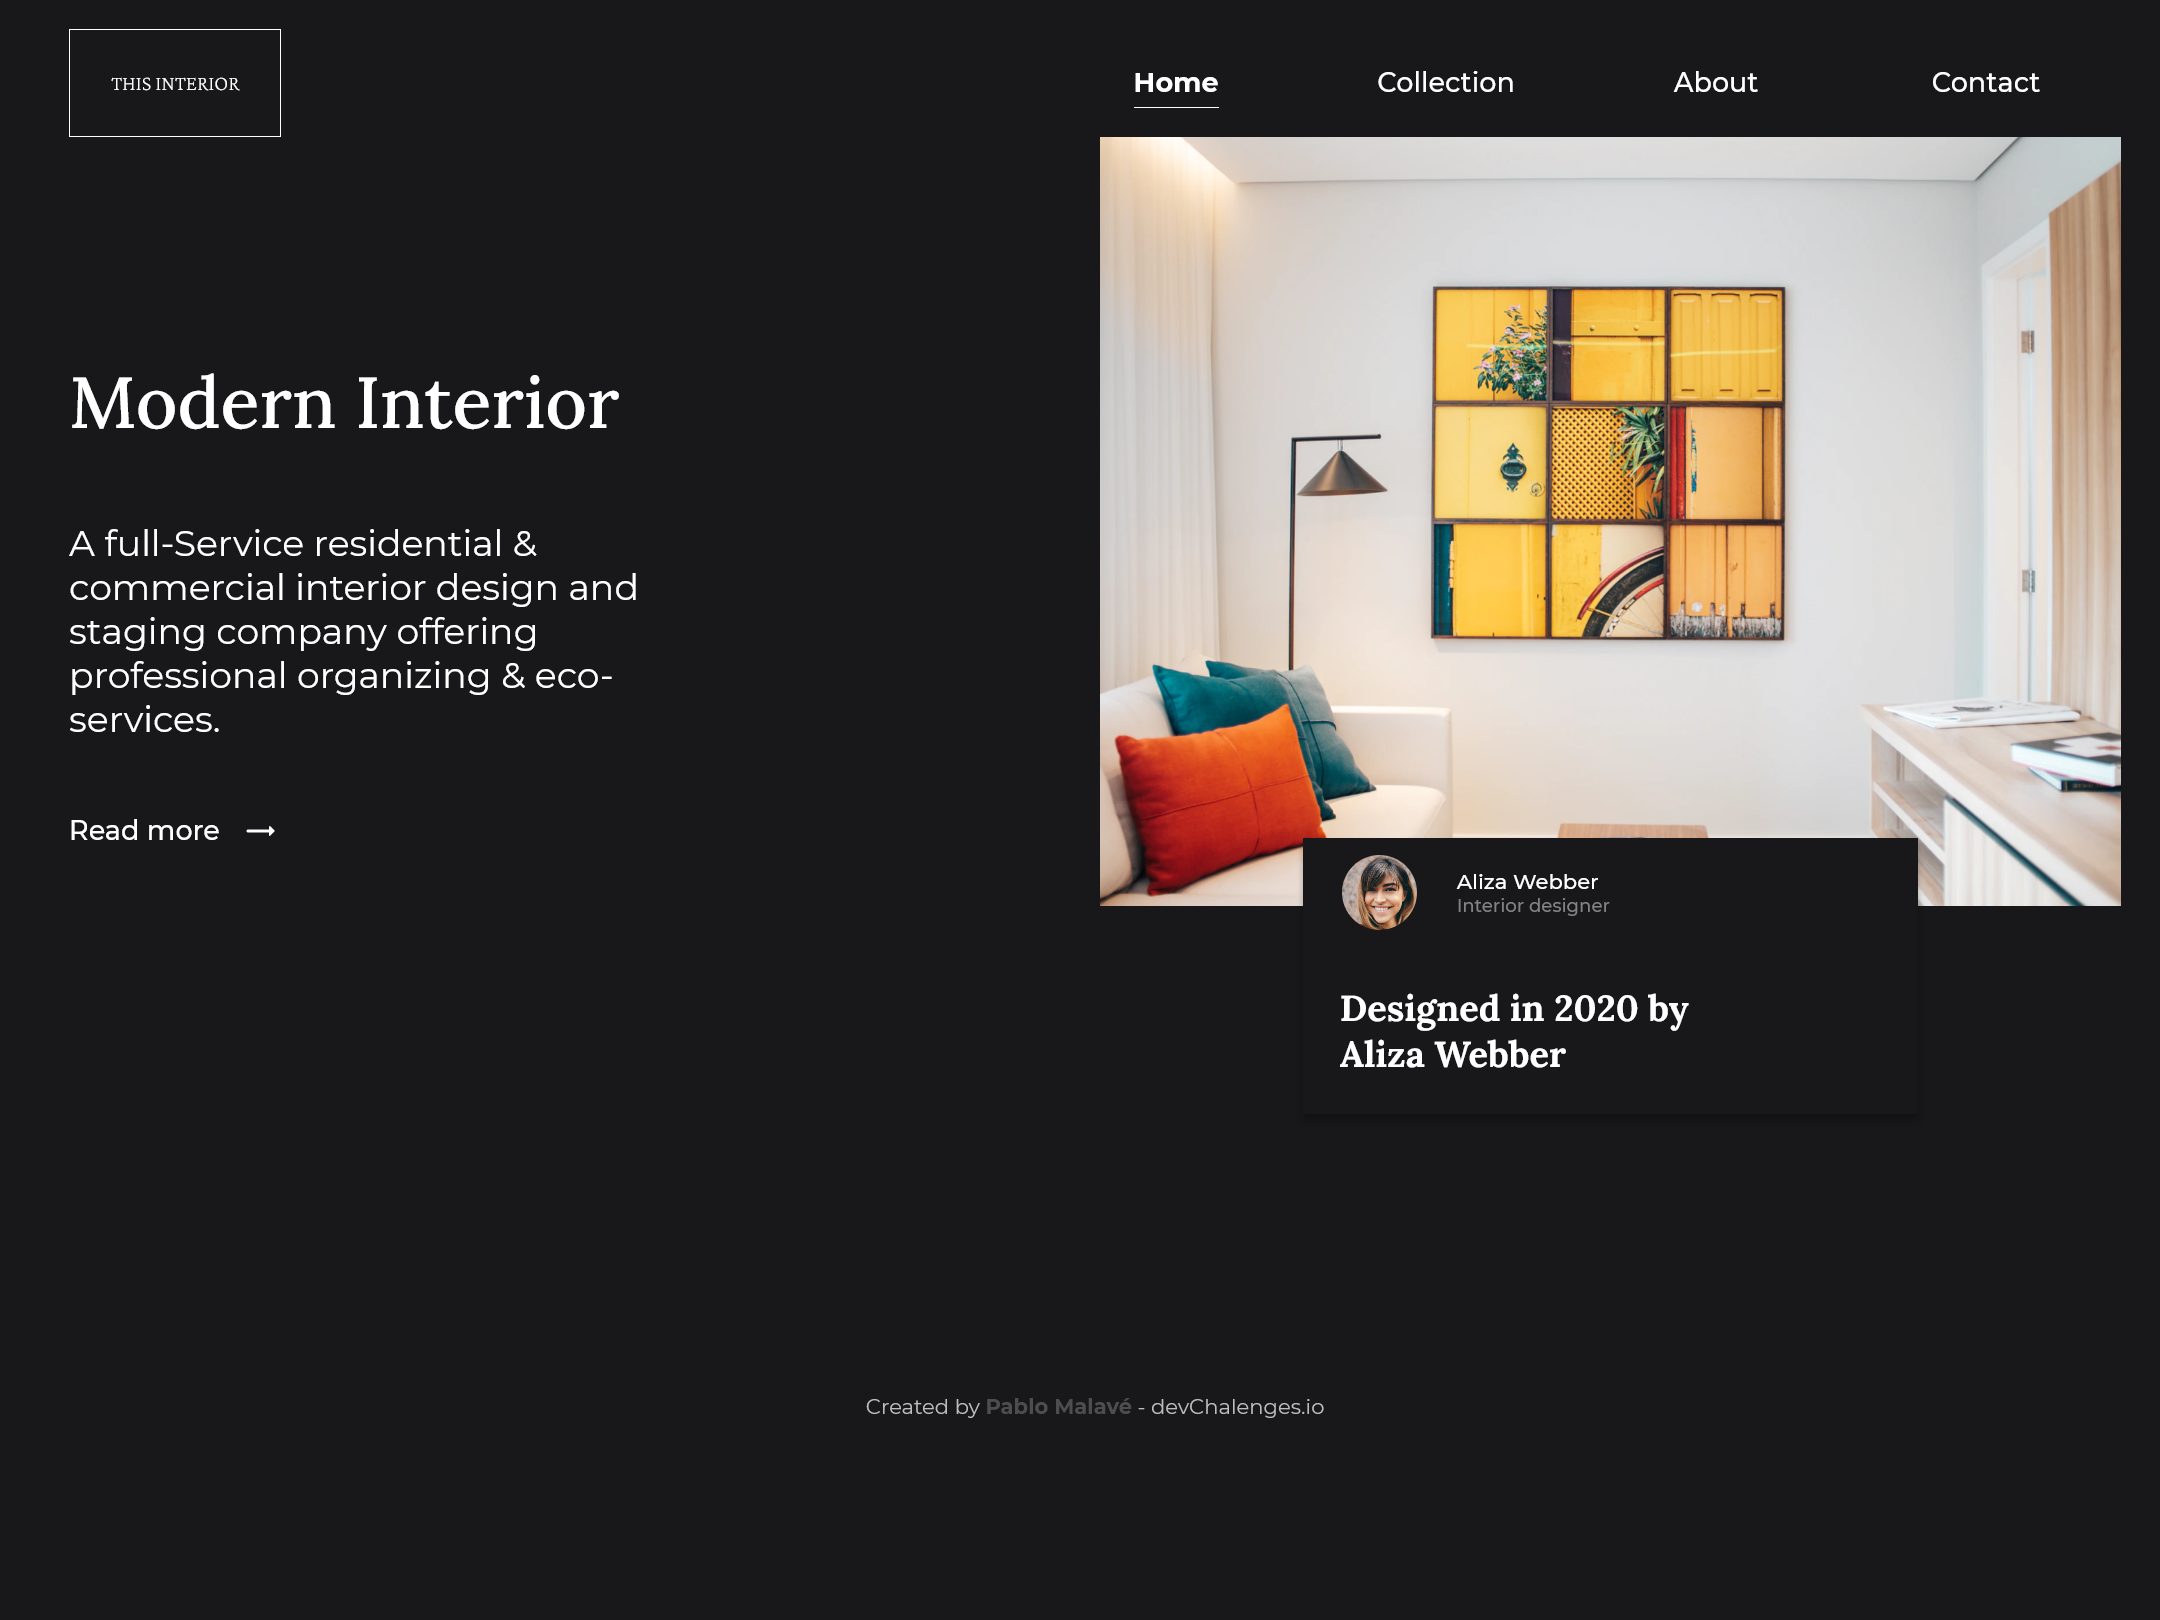 THIS INTERIOR
Home
Collection
About
Contact
Modern Interior
A full-Service residential &
commercial interior design and
staging company offering
professional organizing & eco-
services.
Read more
Aliza Webber
Interior designer
Designed in 2020 by
Aliza Webber
Created by Pablo Malavé - devChalenges.io